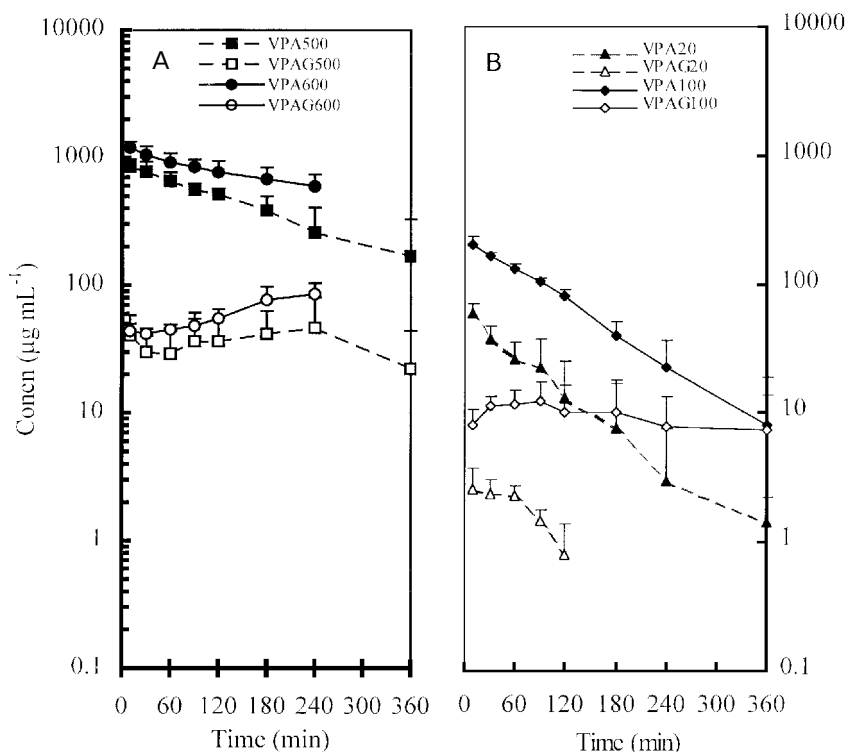 A
VPA500
VPAG500
VPA600
VPAG600
B
VPA20
VPAG20
VPA100
VPAG100
10000
1000
100
10
1
0.1
Concn (µg mL⁻¹)
0 60 120 180 240 300 360
Time (min)
10000
1000
100
10
1
0.1
0 60 120 180 240 300 360
Time (min)